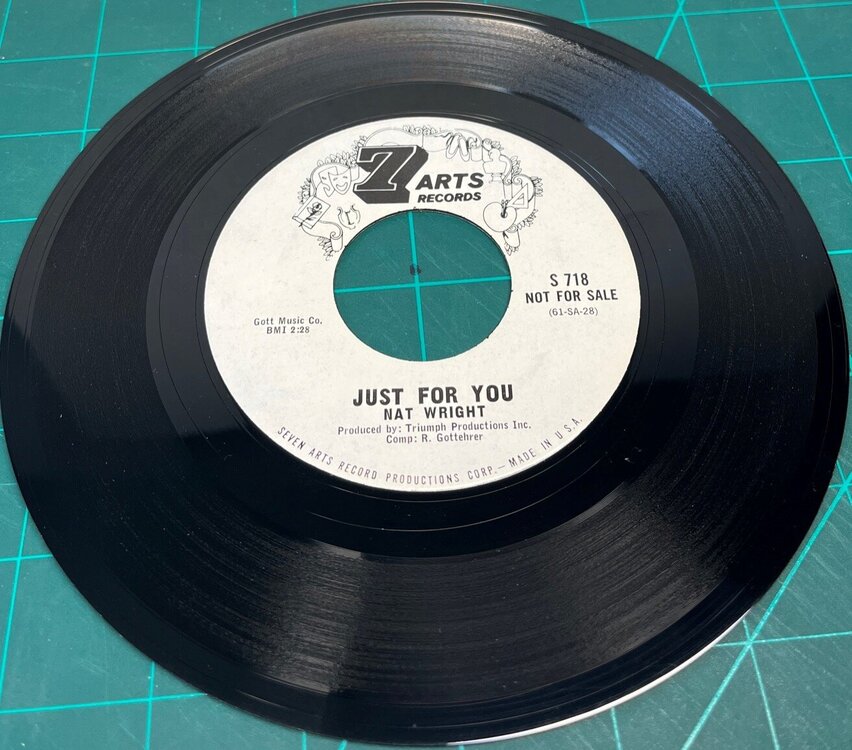 7 ARTS
RECORDS
S 718
NOT FOR SALE
(61-SA-28)
Gott Music Co.
BMI 2:28
JUST FOR YOU
NAT WRIGHT
Produced by: Triumph Productions Inc.
Comp: R. Gottehrer
SEVEN ARTS RECORD PRODUCTIONS CORP.—MADE IN U.S.A.